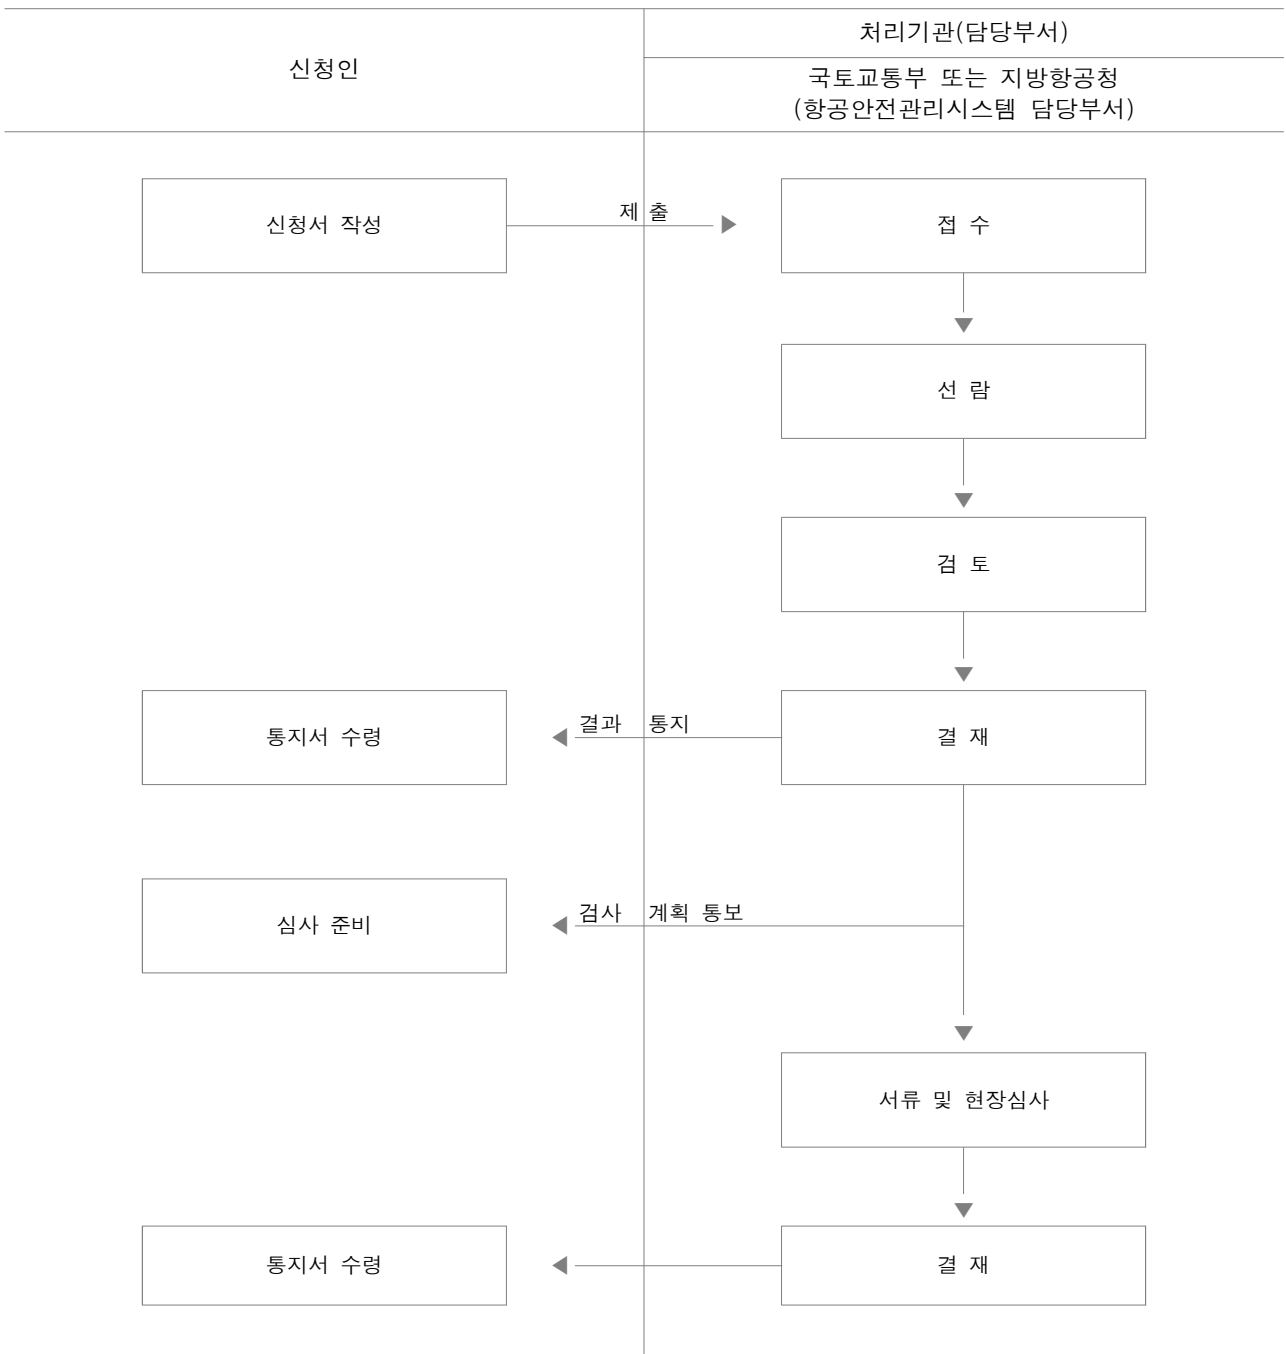 신청인
처리기관(담당부서)
국토교통부 또는 지방항공청
(항공안전관리시스템 담당부서)
신청서 작성
제 출
접 수
선 람
검 토
통지서 수령
결과 통지
결 재
심사 준비
검사 계획 통보
서류 및 현장심사
통지서 수령
결 재